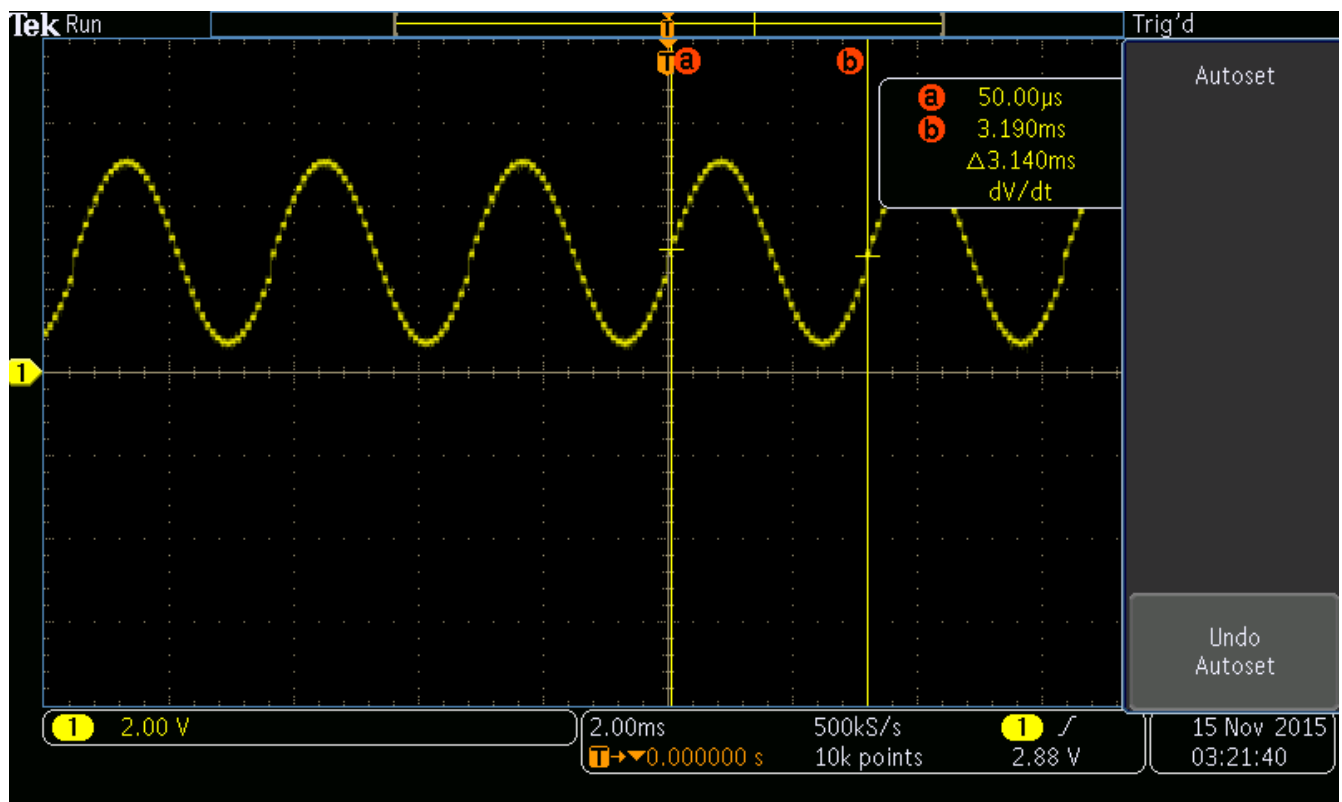 Tek Run
Trig'd
T
T a b
Autoset
a 50.00µs
b 3.190ms
△3.140ms
dV/dt
1
Undo
Autoset
1 2.00 V
2.00ms 500kS/s 1 ∫
T→▼0.000000 s 10k points 2.88 V
15 Nov 2015
03:21:40